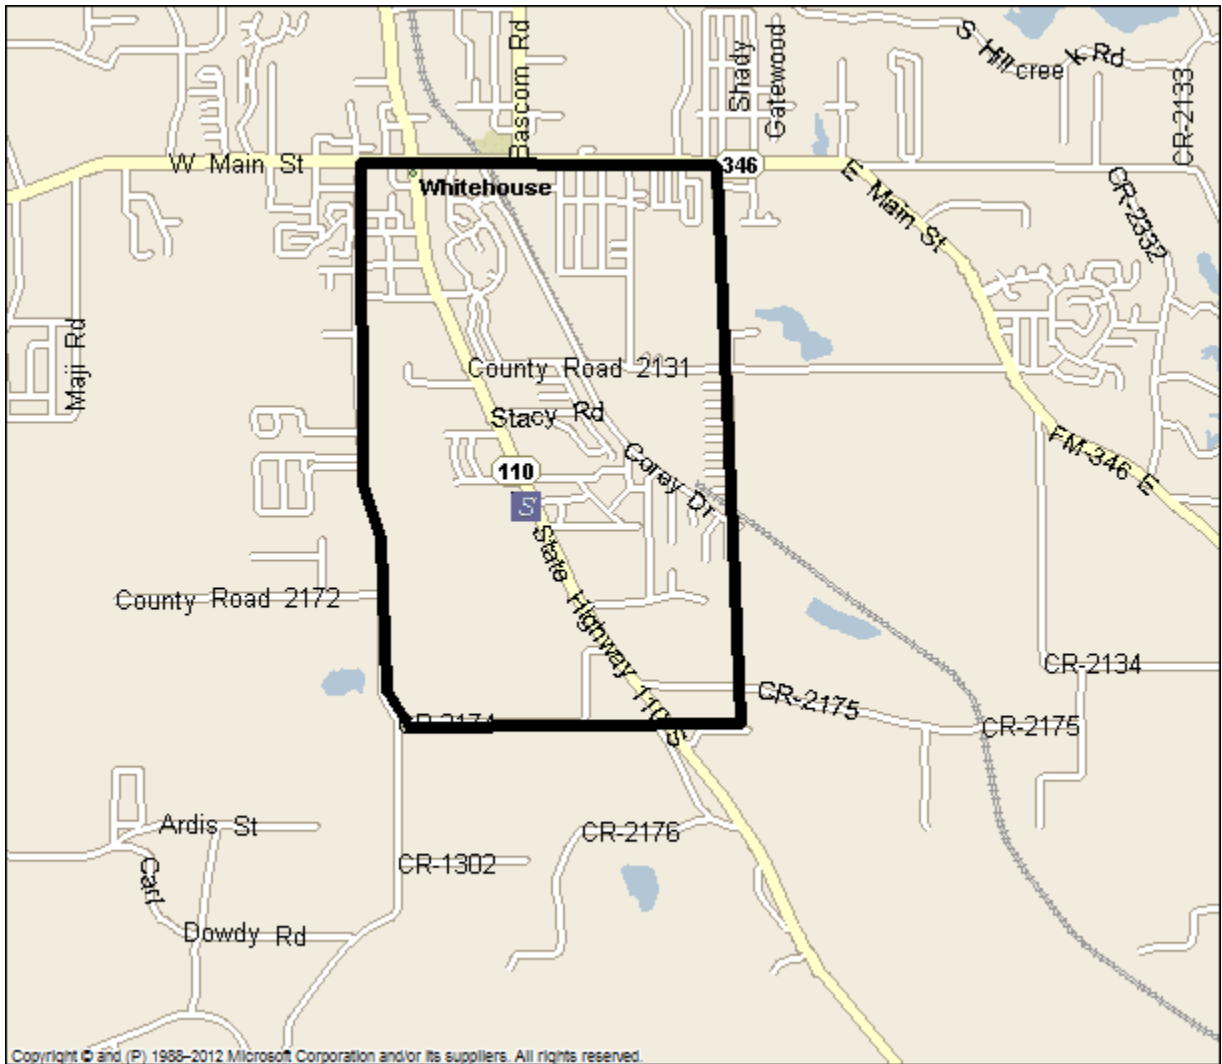 S Hillcree k Rd
Bascom Rd
Shady
Gatewood
CR-2133
W Main St
346
Whitehouse
E Main St
CR-2332
Maji Rd
County Road 2131
Stacy Rd
110
Corey Dr
FM-346 E
S
State Highway 110 S
County Road 2172
CR-2134
CR-2174
CR-2175
CR-2175
Ardis St
CR-2176
Carl
CR-1302
Dowdy Rd
Copyright © and (P) 1988–2012 Microsoft Corporation and/or its suppliers. All rights reserved.